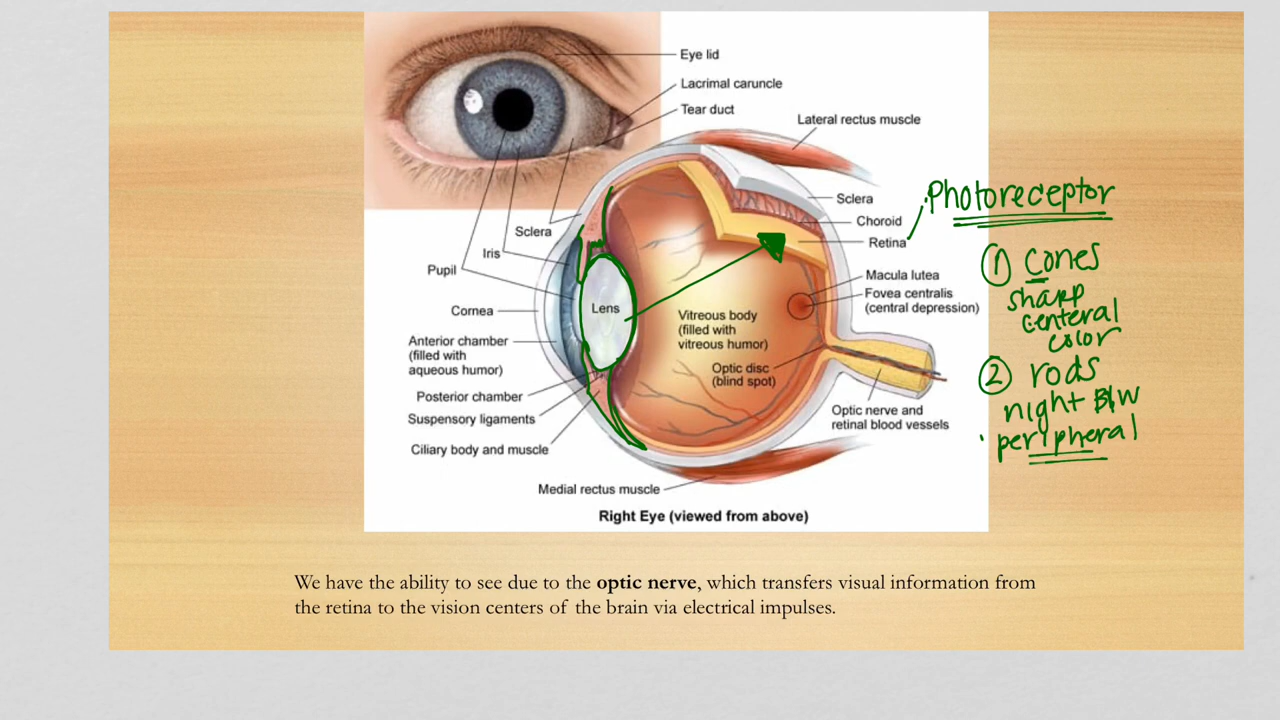 Eye lid
Lacrimal caruncle
Tear duct
Lateral rectus muscle
Sclera
Choroid
Retina
Macula lutea
Fovea centralis
(central depression)
Sclera
Iris
Pupil
Cornea
Anterior chamber
(filled with
aqueous humor)
Posterior chamber
Suspensory ligaments
Ciliary body and muscle
Lens
Vitreous body
(filled with
vitreous humor)
Optic disc
(blind spot)
Optic nerve and
retinal blood vessels
Medial rectus muscle
Right Eye (viewed from above)
Photoreceptor
1 cones
sharp
centeral
color
2 rods
night B/W
peripheral
We have the ability to see due to the optic nerve, which transfers visual information from
the retina to the vision centers of the brain via electrical impulses.